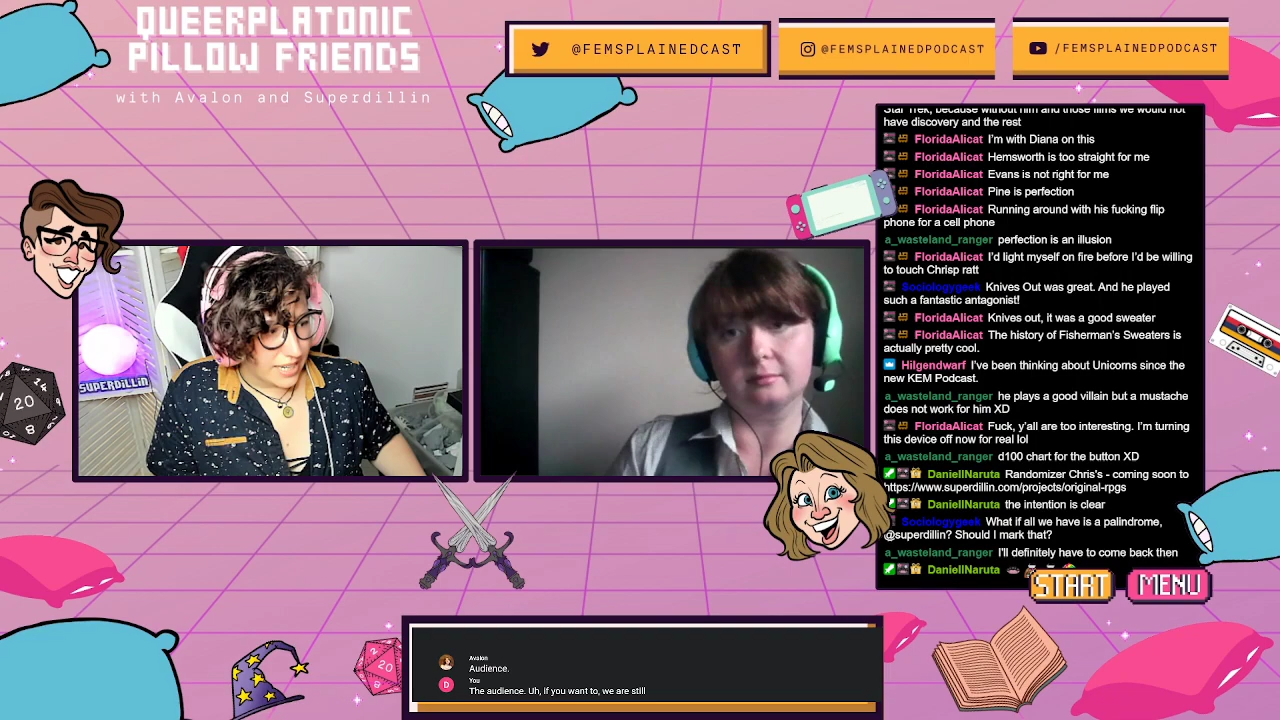 QUEERPLATONIC
PILLOW FRIENDS
with Avalon and Superdillin
@FEMSPLAINEDCAST
@FEMSPLAINEDPODCAST
/FEMSPLAINEDPODCAST
Star Trek, because without him and those films we would not
have discovery and the rest
FloridaAlicat I'm with Diana on this
FloridaAlicat Hemsworth is too straight for me
FloridaAlicat Evans is not right for me
FloridaAlicat Pine is perfection
FloridaAlicat Running around with his fucking flip
phone for a cell phone
a_wasteland_ranger perfection is an illusion
FloridaAlicat I'd light myself on fire before I'd be willing
to touch Chrisp ratt
Sociologygeek Knives Out was great. And he played
such a fantastic antagonist!
FloridaAlicat Knives out, it was a good sweater
FloridaAlicat The history of Fisherman's Sweaters is
actually pretty cool.
Hilgendwarf I've been thinking about Unicorns since the
new KEM Podcast.
a_wasteland_ranger he plays a good villain but a mustache
does not work for him XD
FloridaAlicat Fuck, y'all are too interesting. I'm turning
this device off now for real lol
a_wasteland_ranger d100 chart for the button XD
DaniellNaruta Randomizer Chris's - coming soon to
https://www.superdillin.com/projects/original-rpgs
DaniellNaruta the intention is clear
Sociologygeek What if all we have is a palindrome,
@superdillin? Should I mark that?
a_wasteland_ranger I'll definitely have to come back then
DaniellNaruta
START
MENU
SUPERDILLIN
20
14
8
20
Avalon
Audience.
D
You
The audience. Uh, if you want to, we are still